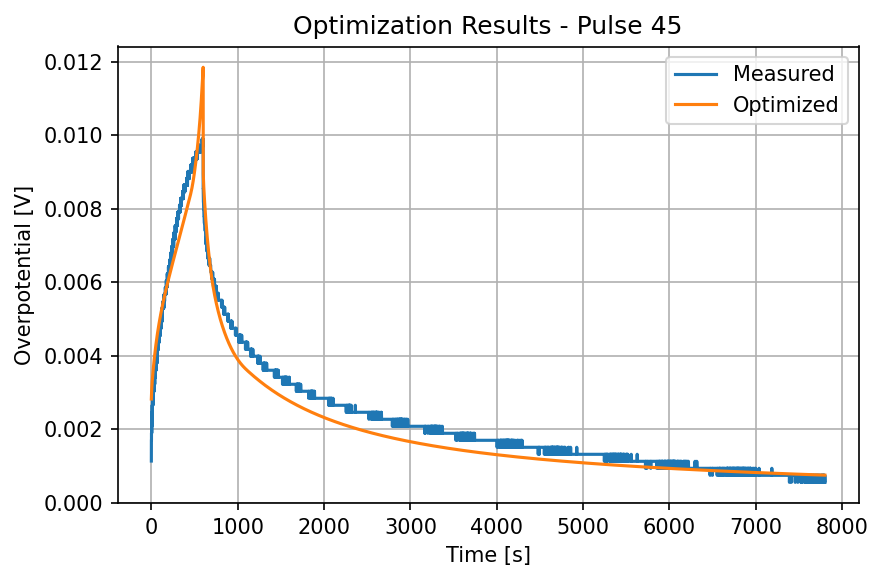 Optimization Results - Pulse 45
Measured
Optimized
Overpotential [V]
0.012
0.010
0.008
0.006
0.004
0.002
0.000
0 1000 2000 3000 4000 5000 6000 7000 8000
Time [s]